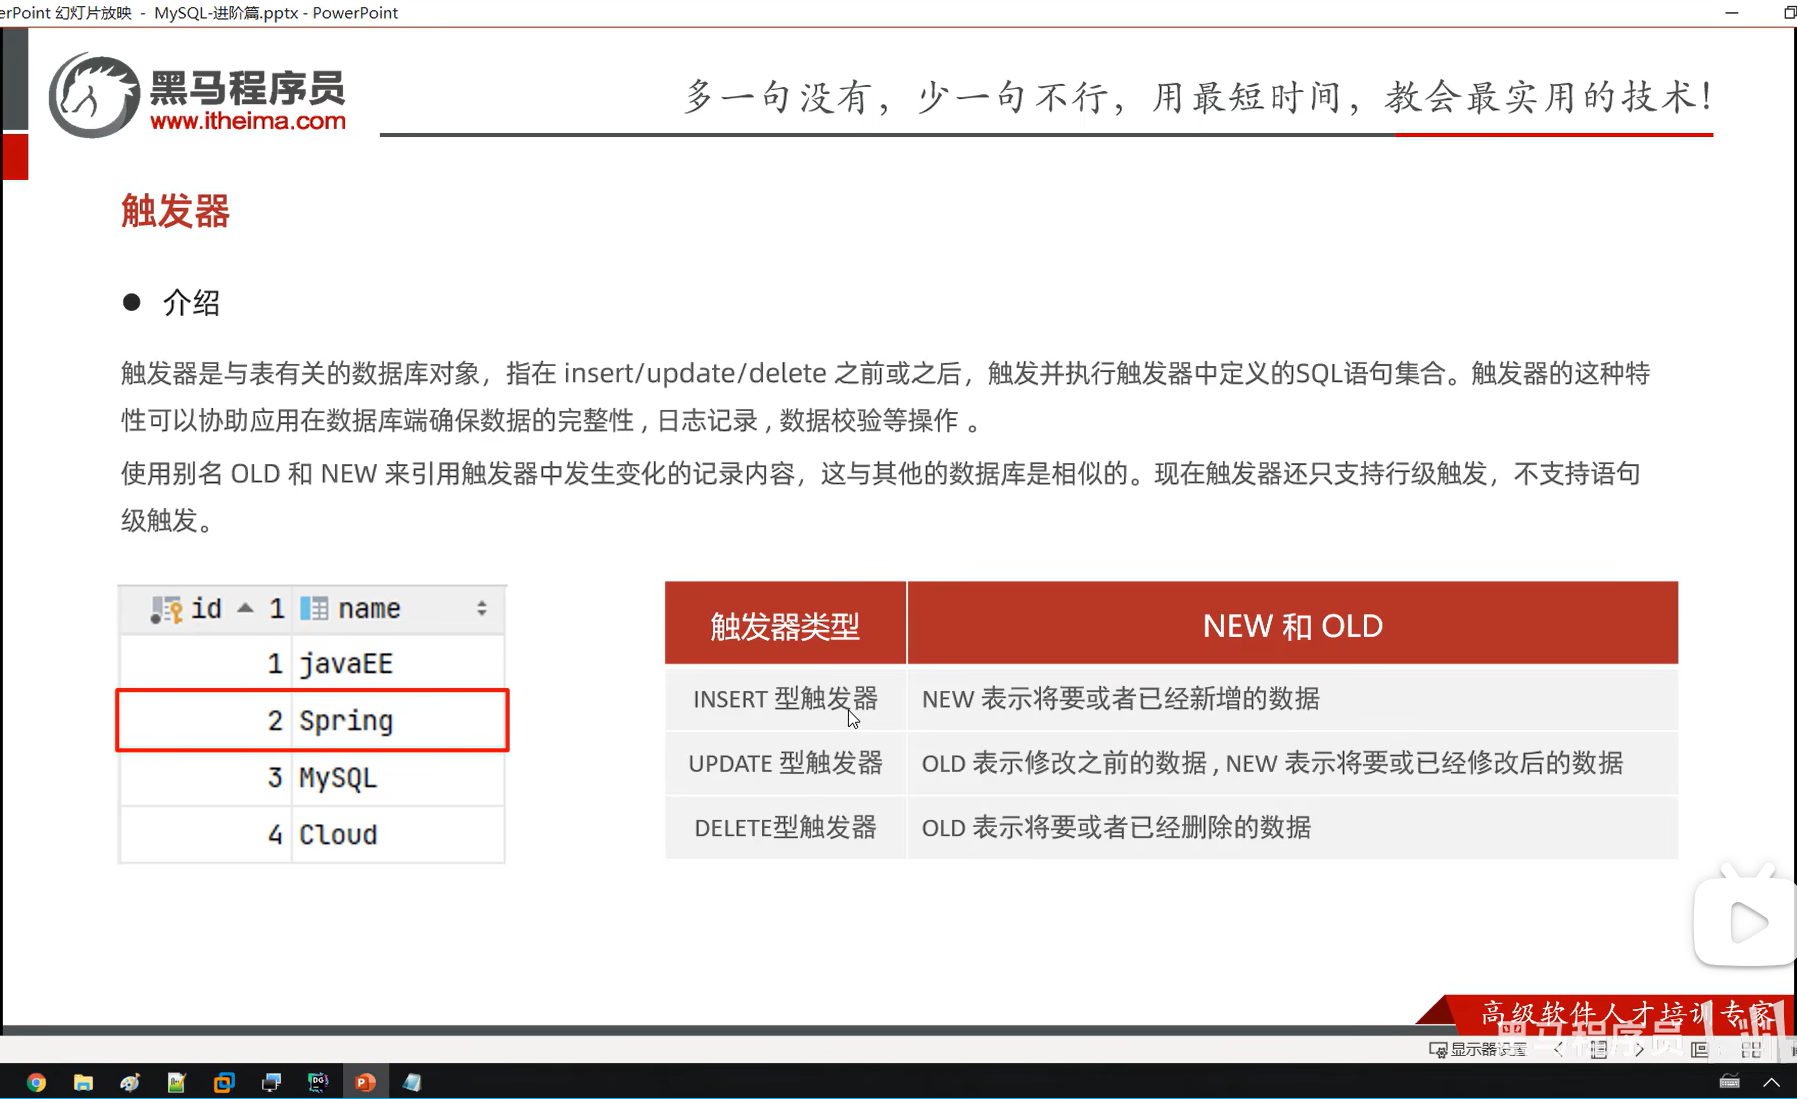 erPoint 幻灯片放映 - MySQL-进阶篇.pptx - PowerPoint
黑马程序员
www.itheima.com
多一句没有，少一句不行，用最短时间，教会最实用的技术！
触发器
● 介绍
触发器是与表有关的数据库对象，指在 insert/update/delete 之前或之后，触发并执行触发器中定义的SQL语句集合。触发器的这种特
性可以协助应用在数据库端确保数据的完整性 , 日志记录 , 数据校验等操作 。
使用别名 OLD 和 NEW 来引用触发器中发生变化的记录内容，这与其他的数据库是相似的。现在触发器还只支持行级触发，不支持语句
级触发。
id 1 name
1 javaEE
2 Spring
3 MySQL
4 Cloud
触发器类型 NEW 和 OLD
INSERT 型触发器 NEW 表示将要或者已经新增的数据
UPDATE 型触发器 OLD 表示修改之前的数据 , NEW 表示将要或已经修改后的数据
DELETE型触发器 OLD 表示将要或者已经删除的数据
高级软件人才培训专家
黑马程序员
显示器设置